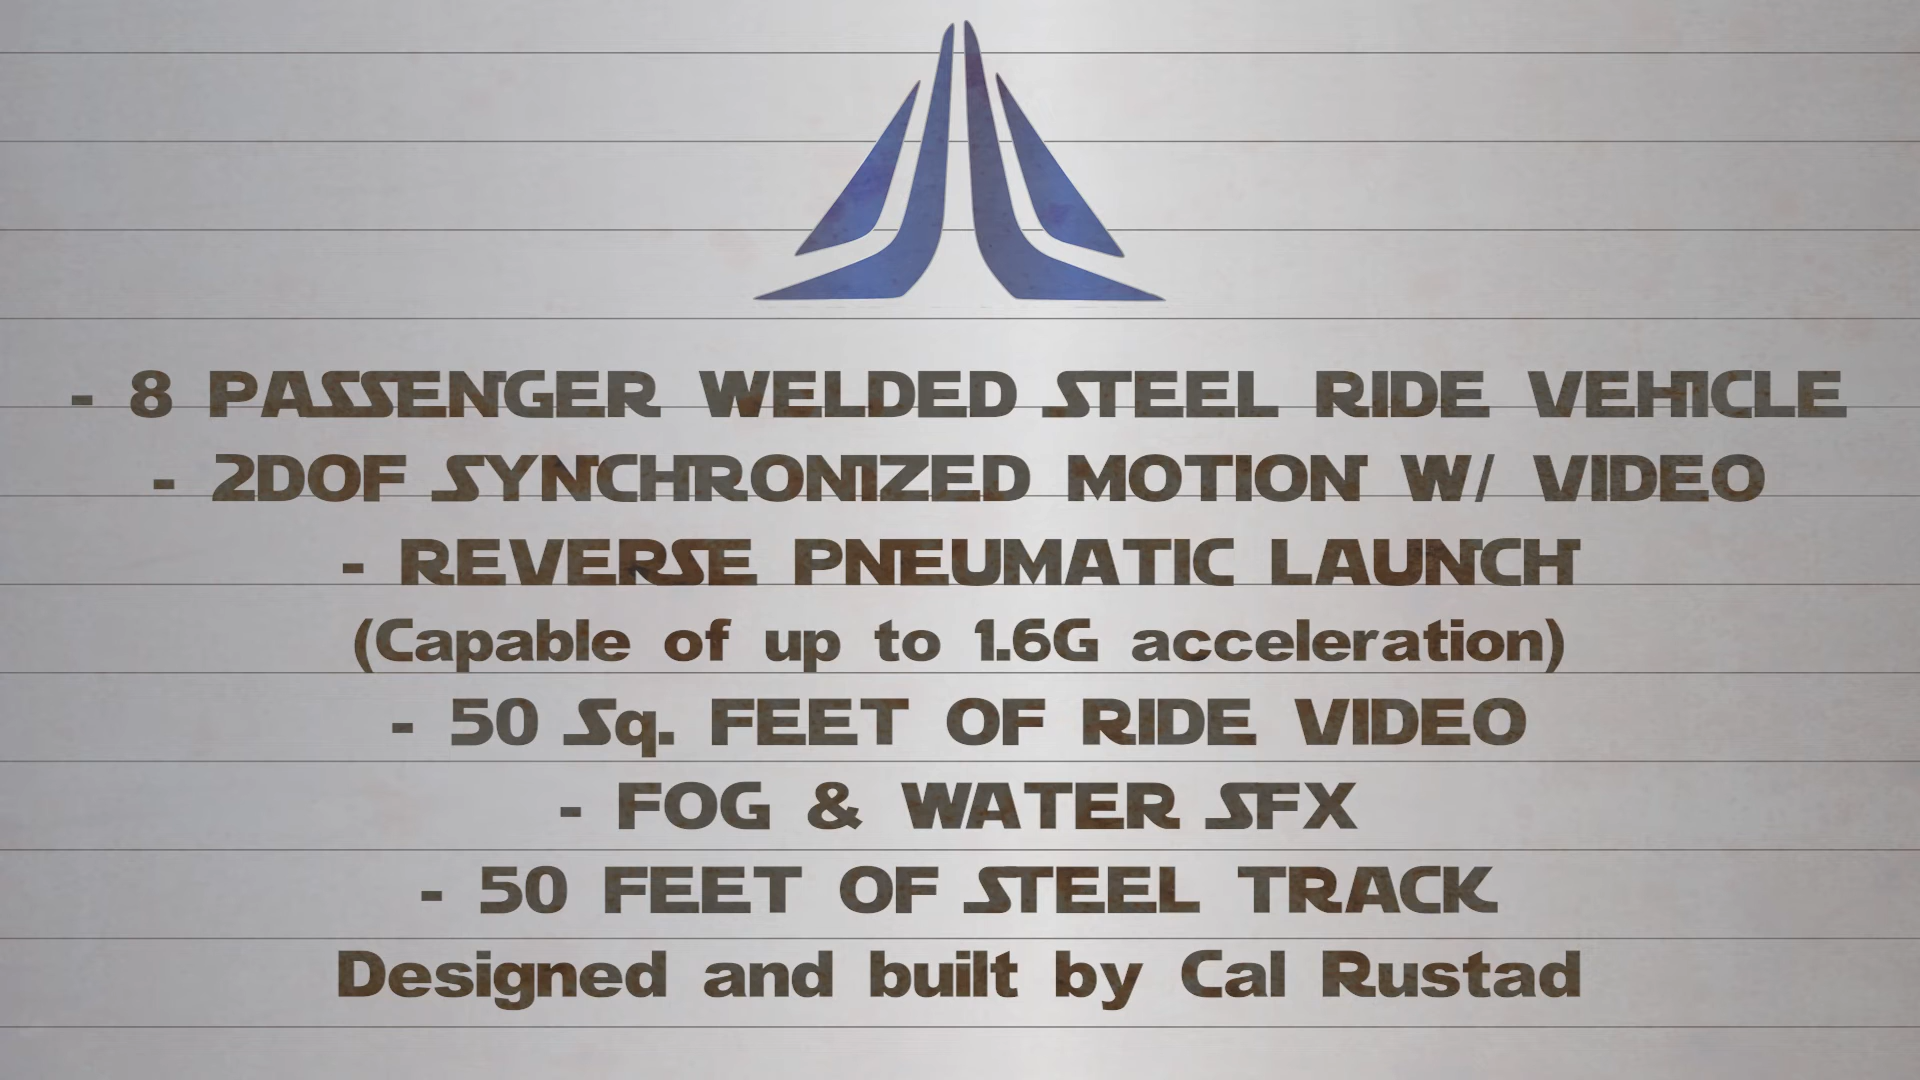 - 8 PASSENGER WELDED STEEL RIDE VEHICLE
- 2DOF SYNCHRONIZED MOTION W/ VIDEO
- REVERSE PNEUMATIC LAUNCH
(Capable of up to 1.6G acceleration)
- 50 Sq. FEET OF RIDE VIDEO
- FOG & WATER SFX
- 50 FEET OF STEEL TRACK
Designed and built by Cal Rustad